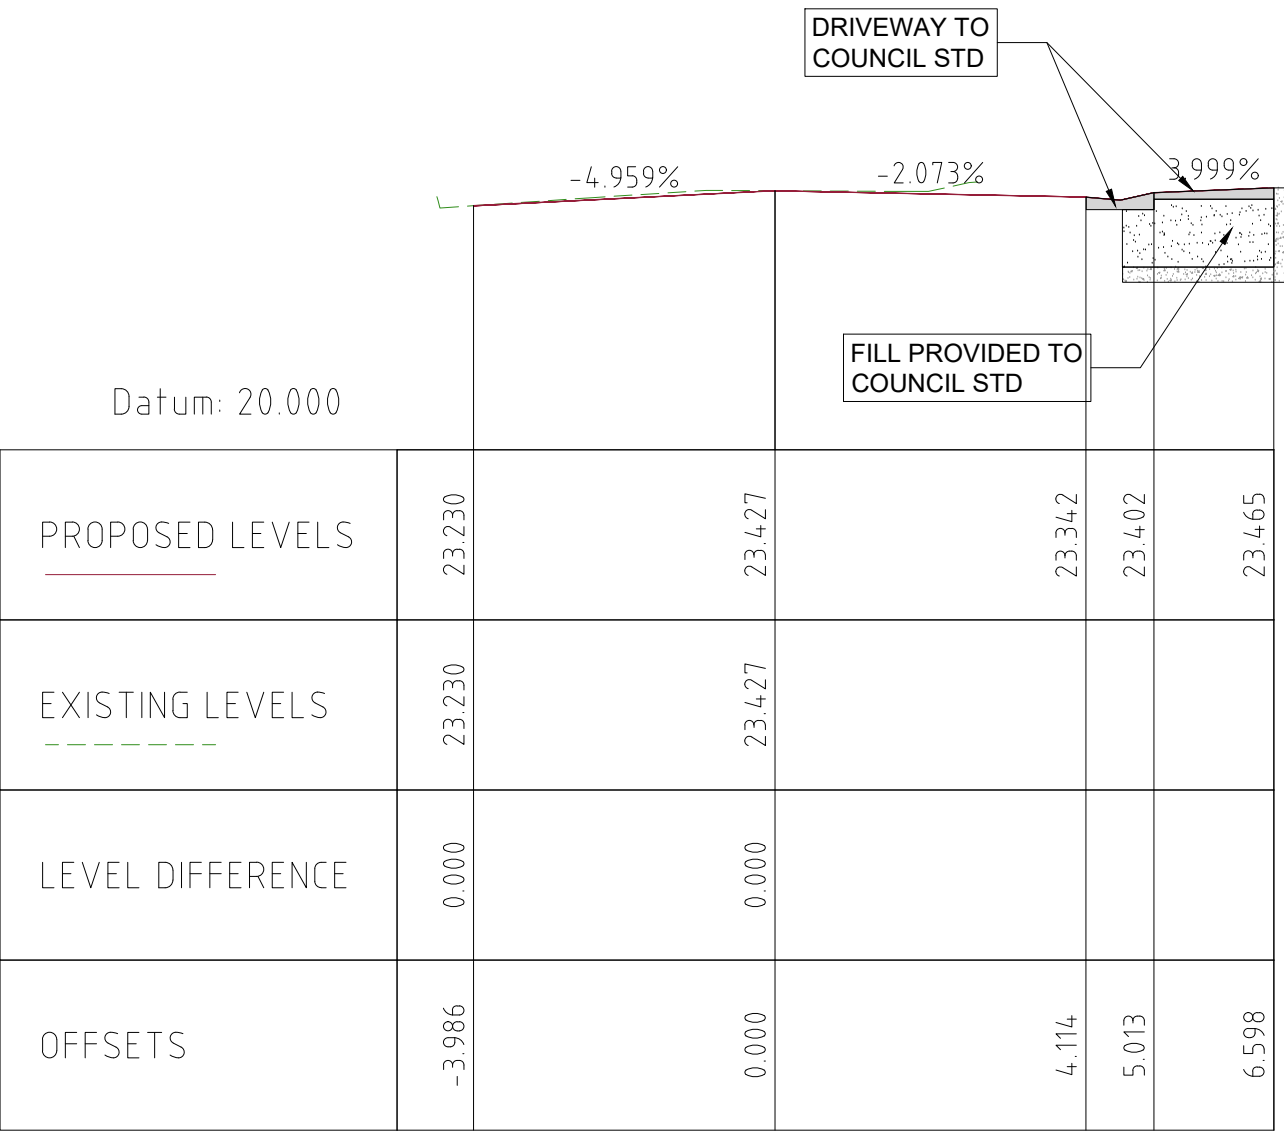 DRIVEWAY TO
COUNCIL STD
-4.959%
-2.073%
3.999%
FILL PROVIDED TO
COUNCIL STD
Datum: 20.000
PROPOSED LEVELS
23.230
23.427
23.342
23.402
23.465
EXISTING LEVELS
23.230
23.427
LEVEL DIFFERENCE
0.000
0.000
OFFSETS
-3.986
0.000
4.114
5.013
6.598